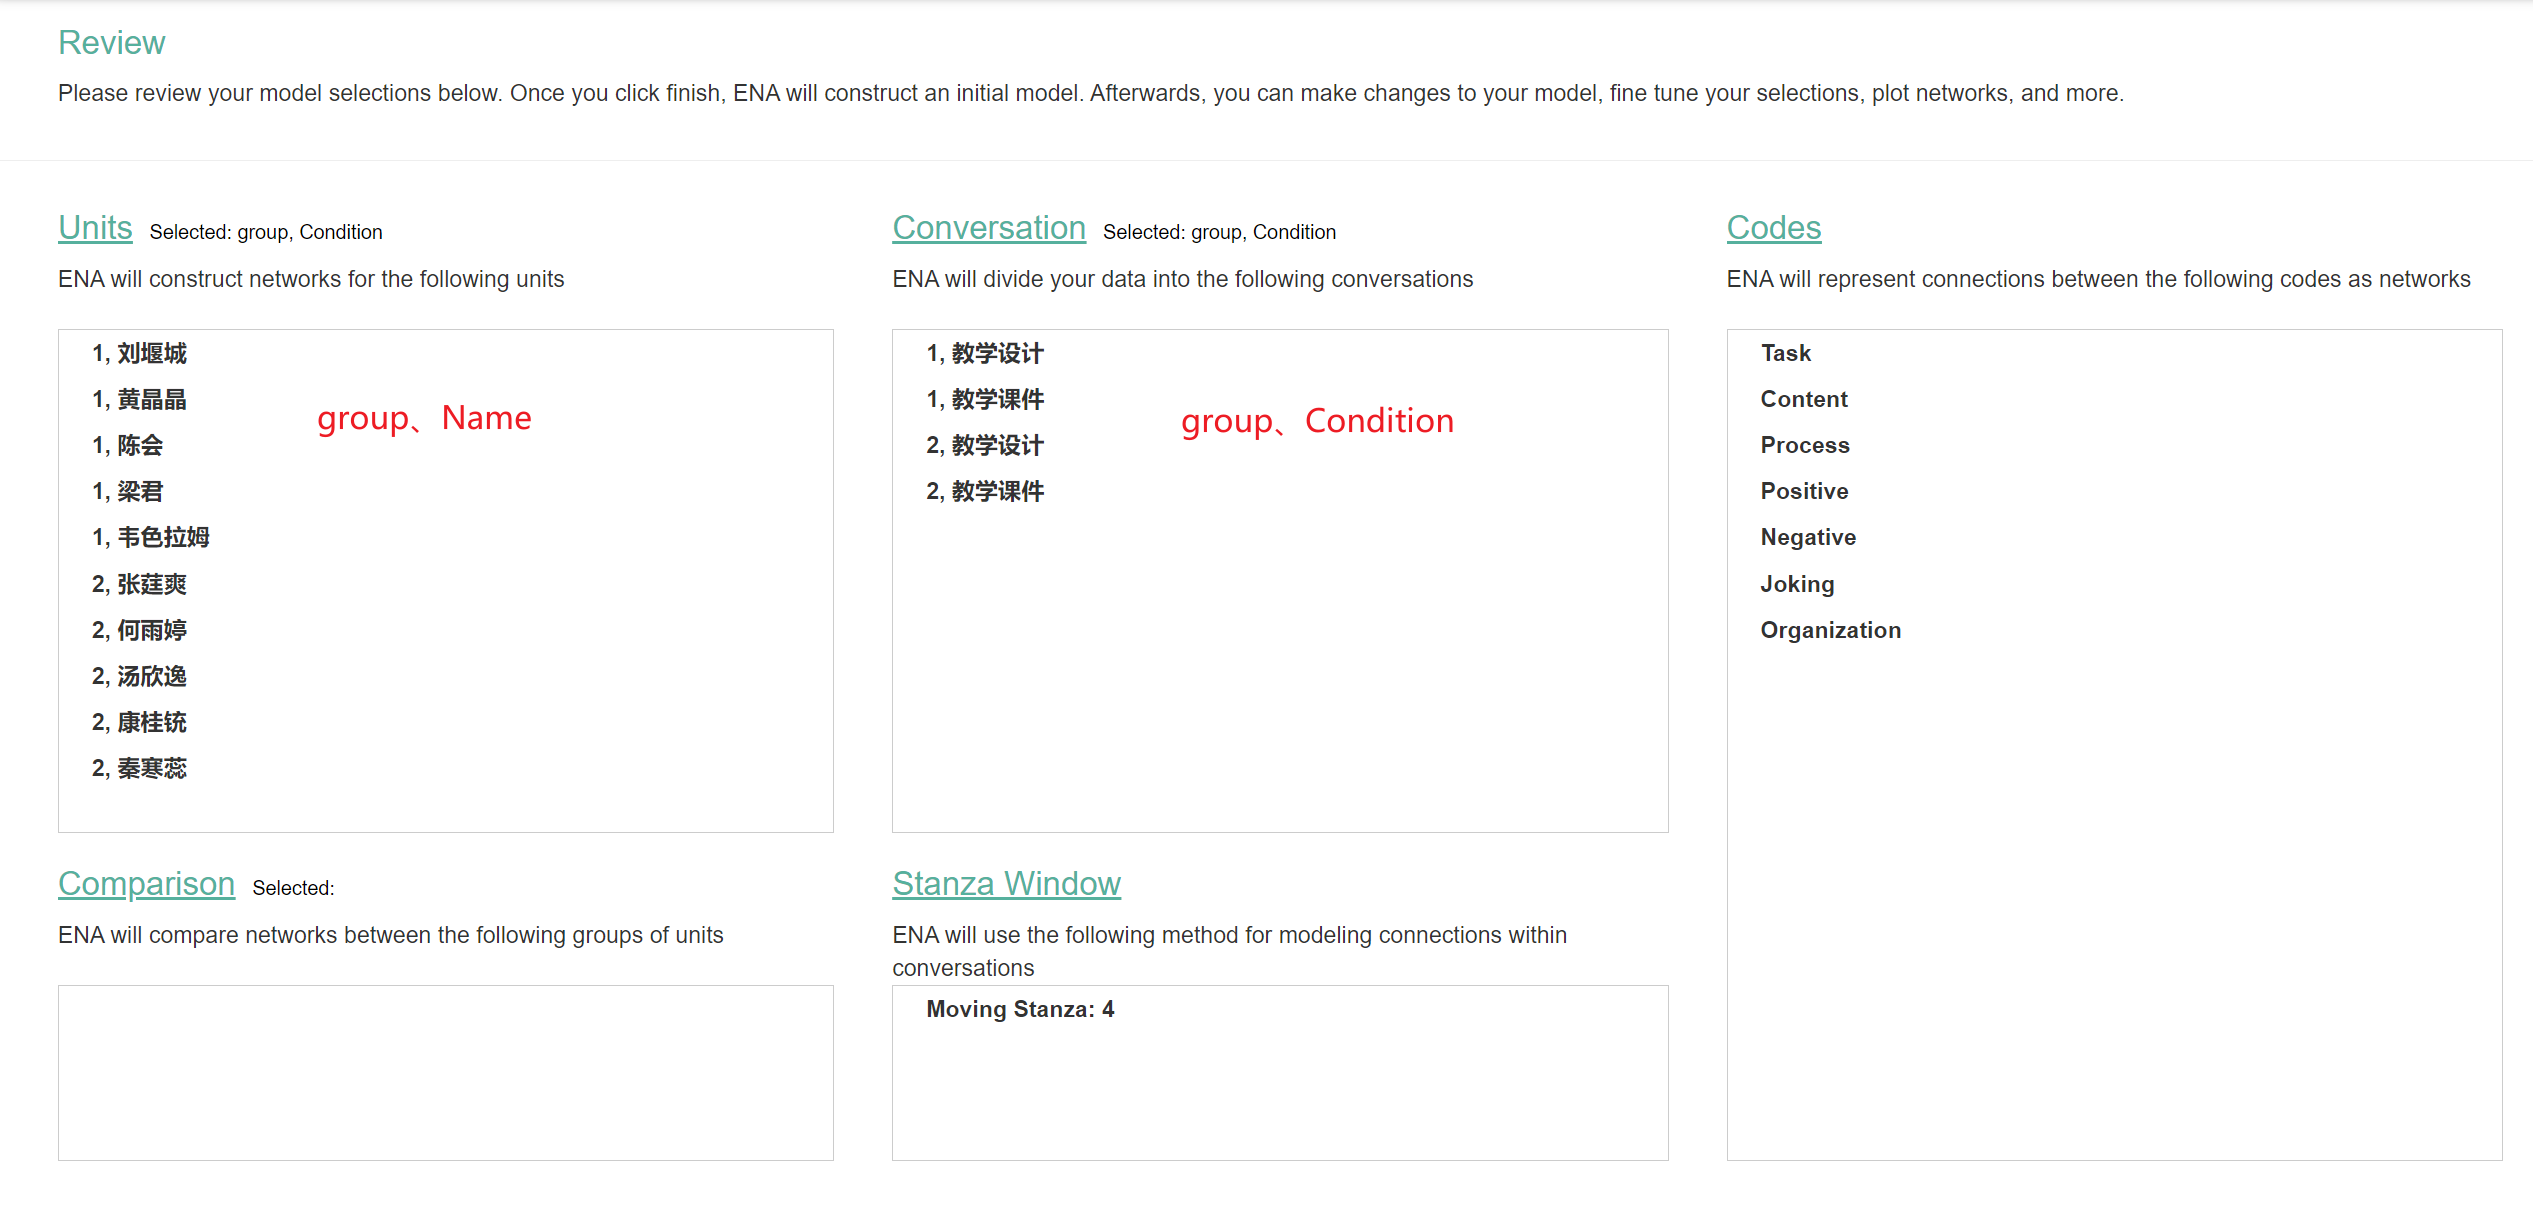 Review
Please review your model selections below. Once you click finish, ENA will construct an initial model. Afterwards, you can make changes to your model, fine tune your selections, plot networks, and more.
Units Selected: group, Condition
ENA will construct networks for the following units
1, 刘堰城
1, 黄晶晶
group、Name
1, 陈会
1, 梁君
1, 韦色拉姆
2, 张莛爽
2, 何雨婷
2, 汤欣逸
2, 康桂铳
2, 秦寒蕊
Conversation Selected: group, Condition
ENA will divide your data into the following conversations
1, 教学设计
1, 教学课件
group、Condition
2, 教学设计
2, 教学课件
Codes
ENA will represent connections between the following codes as networks
Task
Content
Process
Positive
Negative
Joking
Organization
Comparison Selected:
ENA will compare networks between the following groups of units
Stanza Window
ENA will use the following method for modeling connections within
conversations
Moving Stanza: 4